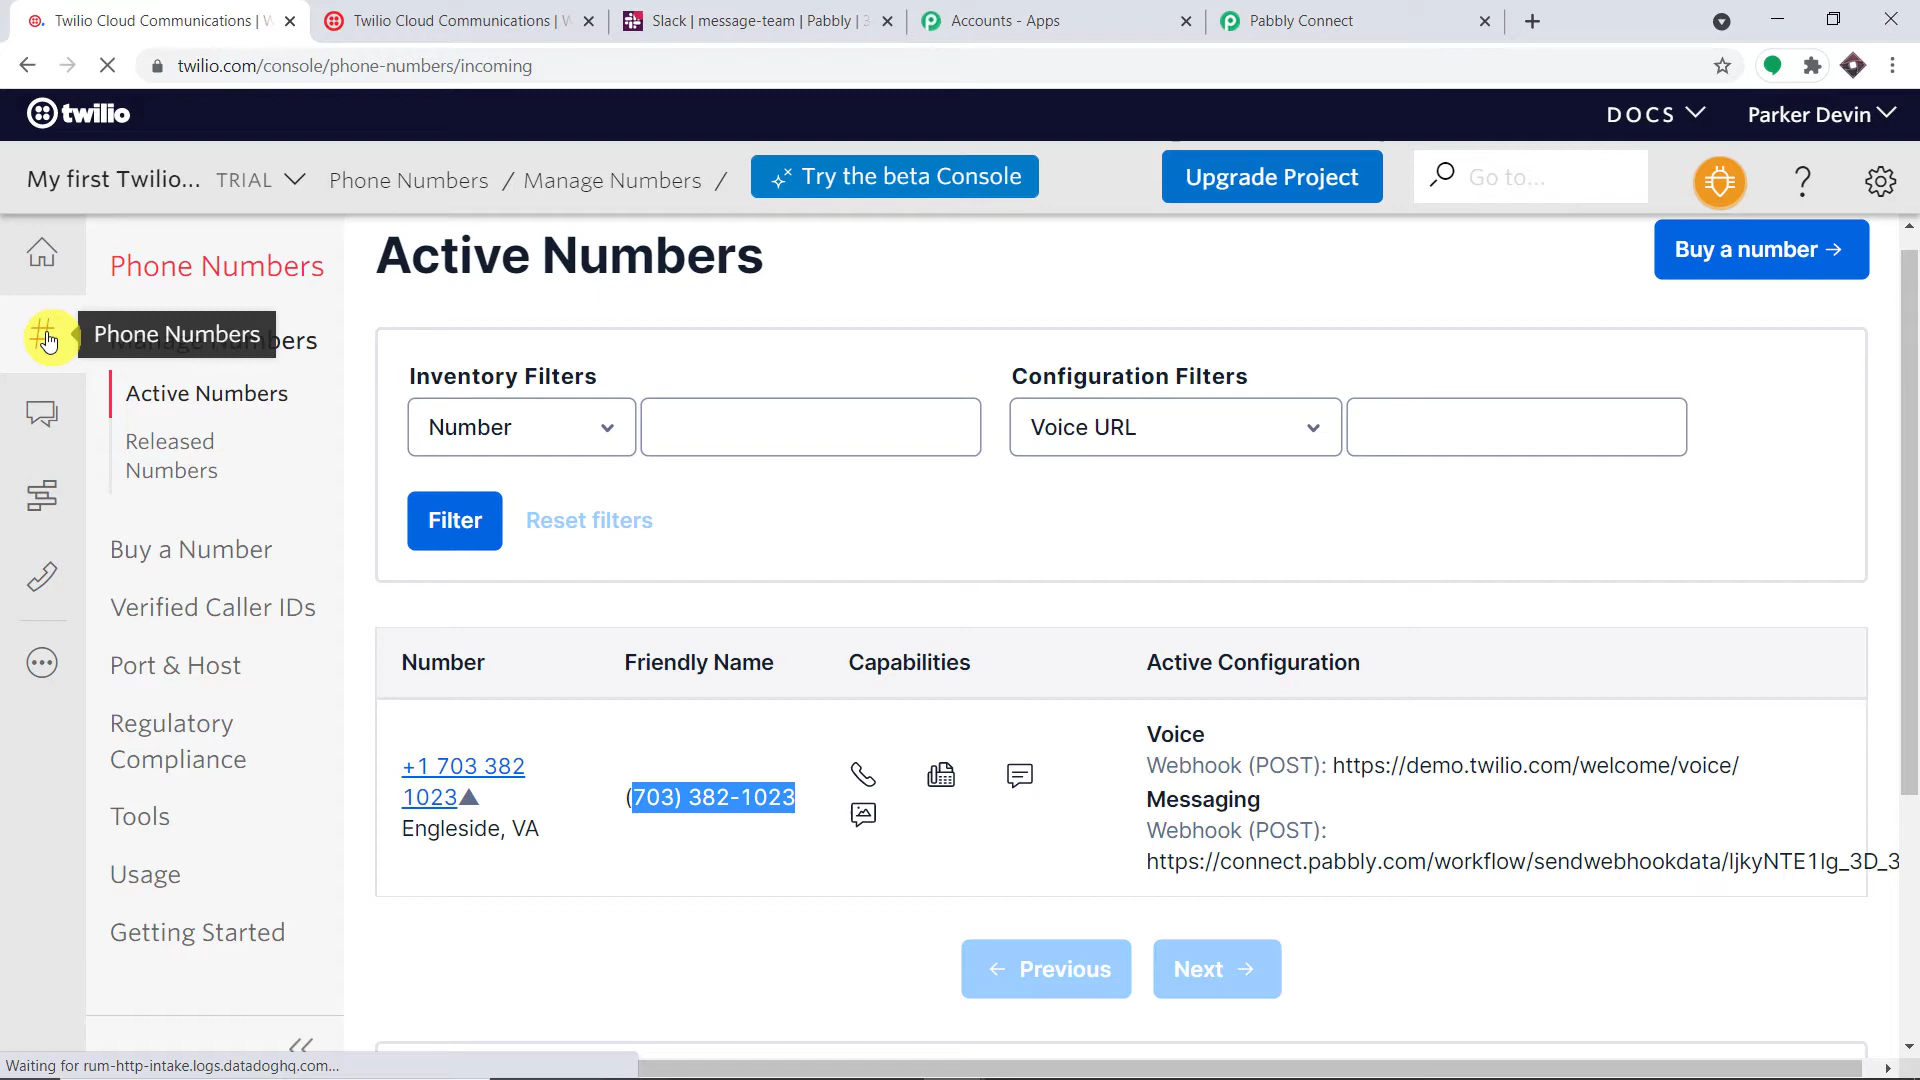 Twilio Cloud Communications | W
Twilio Cloud Communications | W
Slack | message-team | Pabbly | 3
Accounts - Apps
Pabbly Connect
twilio.com/console/phone-numbers/incoming
twilio
DOCS
Parker Devin
My first Twilio...
TRIAL
Phone Numbers / Manage Numbers /
Try the beta Console
Upgrade Project
Go to...
?
Phone Numbers
Phone Numbers
bers
Active Numbers
Released
Numbers
Buy a Number
Verified Caller IDs
Port & Host
Regulatory
Compliance
Tools
Usage
Getting Started
Active Numbers
Buy a number →
Inventory Filters
Configuration Filters
Number
Voice URL
Filter
Reset filters
Number
Friendly Name
Capabilities
Active Configuration
+1 703 382
1023
Engleside, VA
(703) 382-1023
Voice
Webhook (POST): https://demo.twilio.com/welcome/voice/
Messaging
Webhook (POST):
https://connect.pabbly.com/workflow/sendwebhookdata/IjkyNTE1Ig_3D_3
← Previous
Next →
Waiting for rum-http-intake.logs.datadoghq.com...